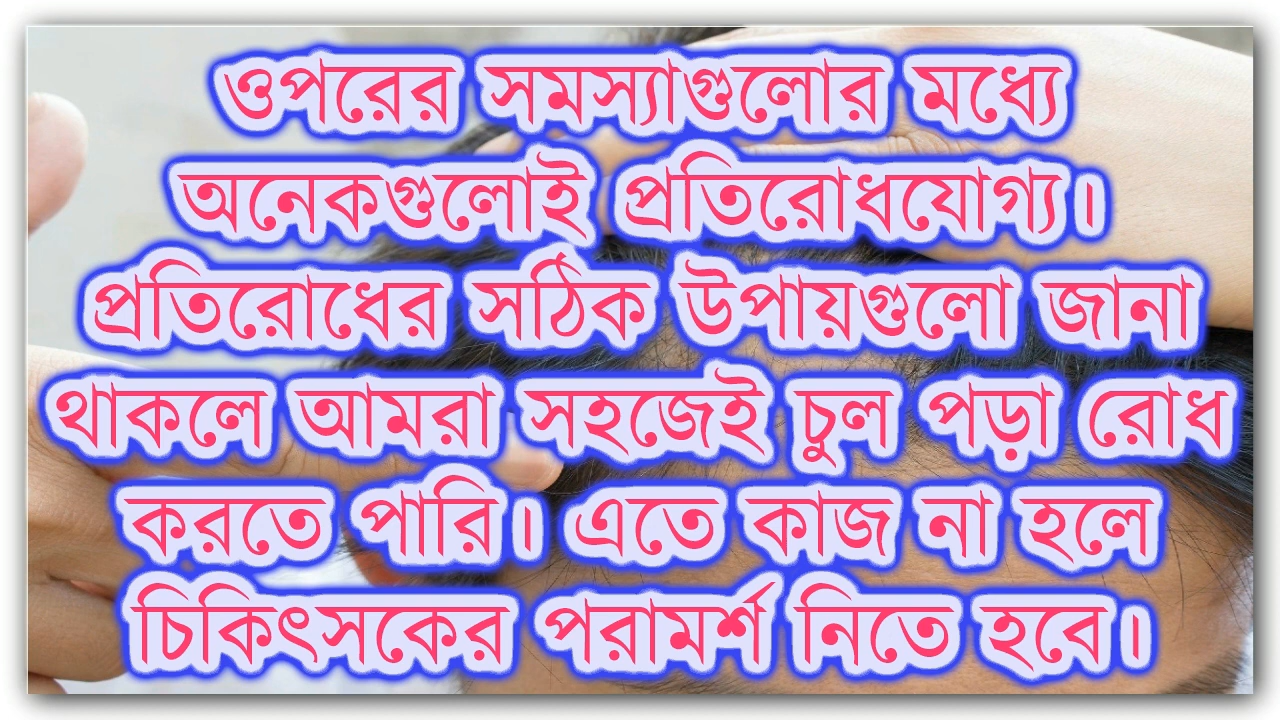 ওপরের সমস্যাগুলোর মধ্যে
অনেকগুলোই প্রতিরোধযোগ্য।
প্রতিরোধের সঠিক উপায়গুলো জানা
থাকলে আমরা সহজেই চুল পড়া রোধ
করতে পারি। এতে কাজ না হলে
চিকিৎসকের পরামর্শ নিতে হবে।